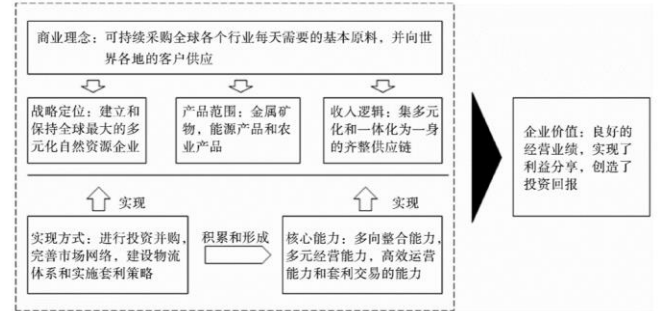 商业理念：可持续采购全球各个行业每天需要的基本原料，并向世
界各地的客户供应
战略定位：建立和
保持全球最大的多
元化自然资源企业
产品范围：金属矿
物，能源产品和农
业产品
收入逻辑：集多元
化和一体化为一身
的齐整供应链
企业价值：良好的
经营业绩，实现了
利益分享，创造了
投资回报
实现
实现
实现方式：进行投资并购，
完善市场网络，建设物流
体系和实施套利策略
积累和形成
核心能力：多向整合能力，
多元经营能力，高效运营
能力和套利交易的能力